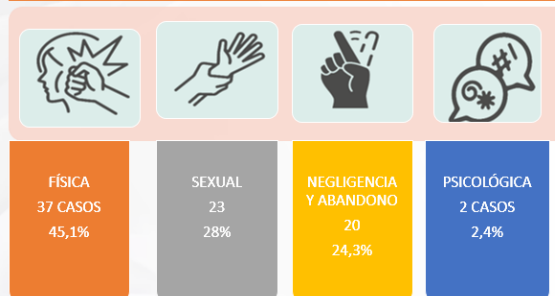 FÍSICA
37 CASOS
45,1%
SEXUAL
23
28%
NEGLIGENCIA
Y ABANDONO
20
24,3%
PSICOLÓGICA
2 CASOS
2,4%
#!